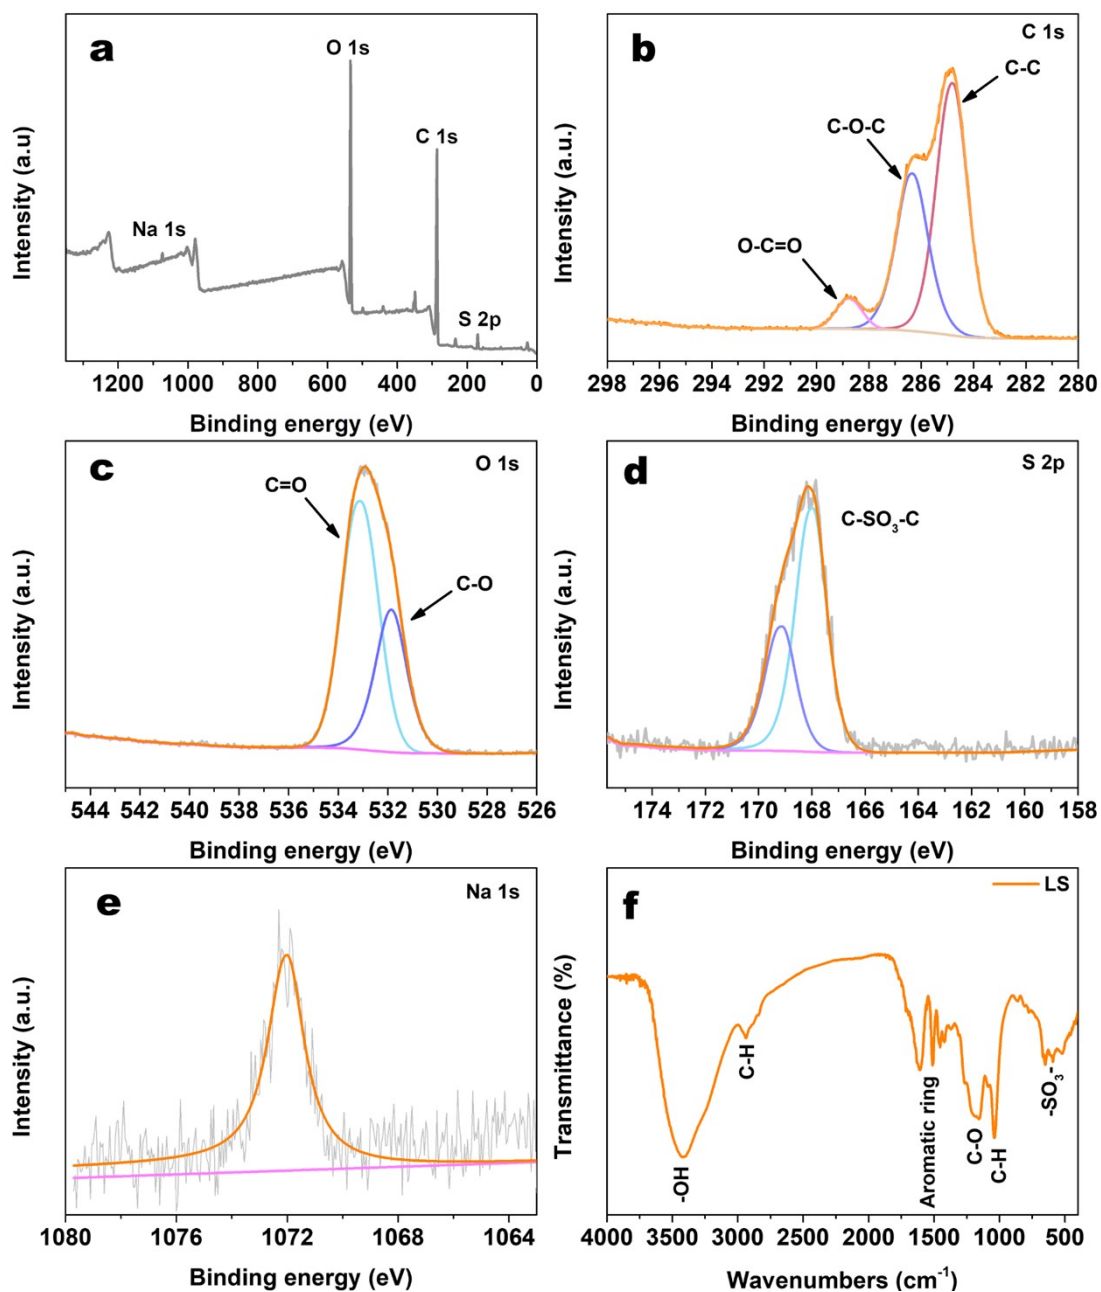 a
O 1s
C 1s
Na 1s
S 2p
Intensity (a.u)
1200 1000 800 600 400 200 0
Binding energy (eV)
b
C 1s
C-C
C-O-C
O-C=O
Intensity (a.u.)
298 296 294 292 290 288 286 284 282 280
Binding energy (eV)
c
O 1s
C=O
C-O
Intensity (a.u.)
544 542 540 538 536 534 532 530 528 526
Binding energy (eV)
d
S 2p
C-SO₃-C
Intensity (a.u.)
174 172 170 168 166 164 162 160 158
Binding energy (eV)
e
Na 1s
Intensity (a.u.)
1080 1076 1072 1068 1064
Binding energy (eV)
f
LS
-OH
C-H
Aromatic ring
C-O
C-H
-SO₃⁻
Transmittance (%)
4000 3500 3000 2500 2000 1500 1000 500
Wavenumbers (cm⁻¹)